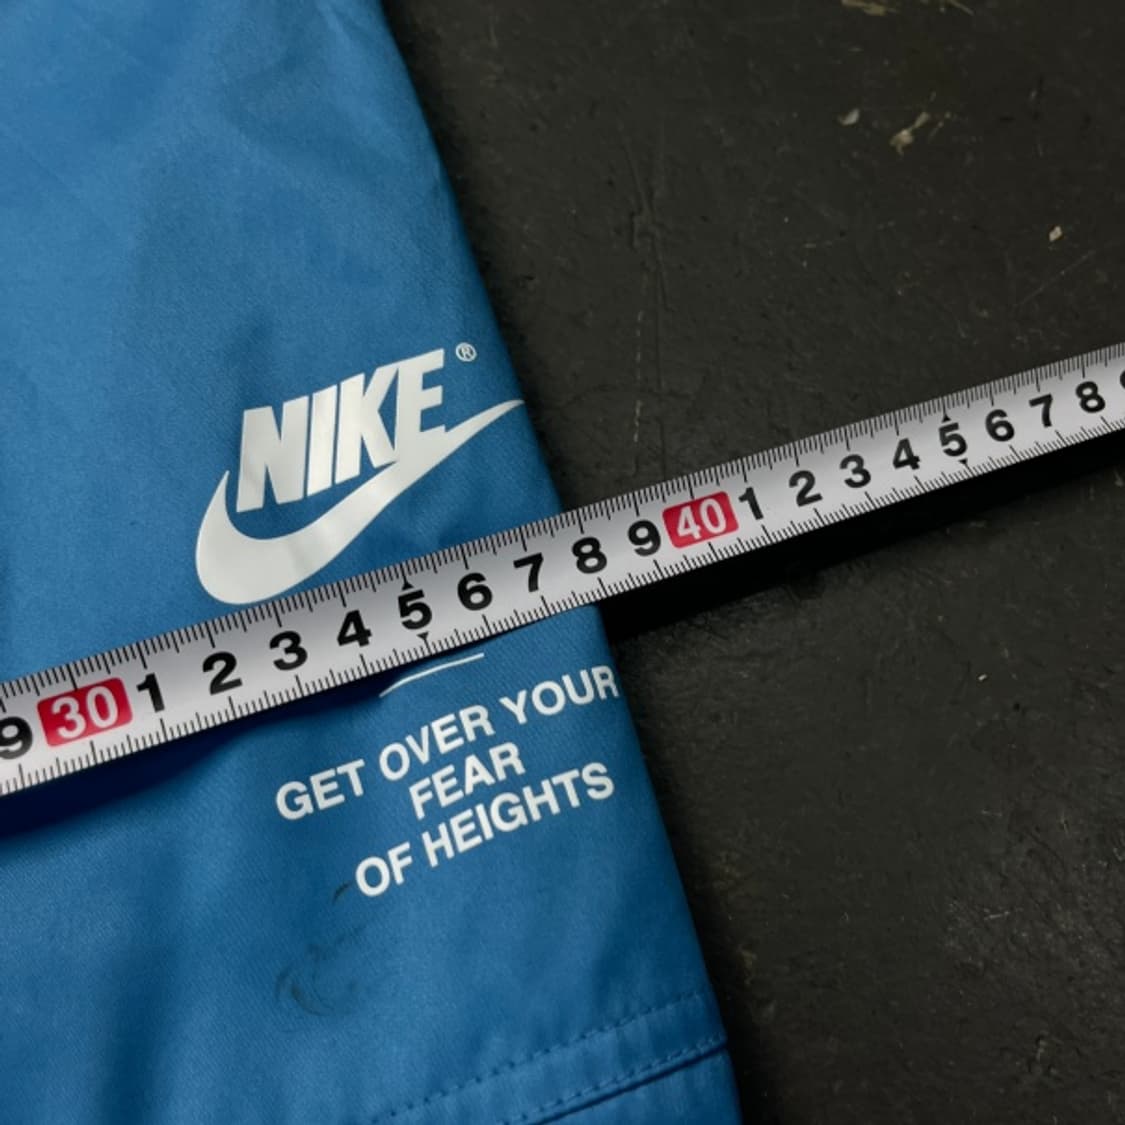 NIKE®
9 30 1 2 3 4 5 6 7 8 9 40 1 2 3 4 5 6 7 8
GET OVER YOUR
FEAR
OF HEIGHTS